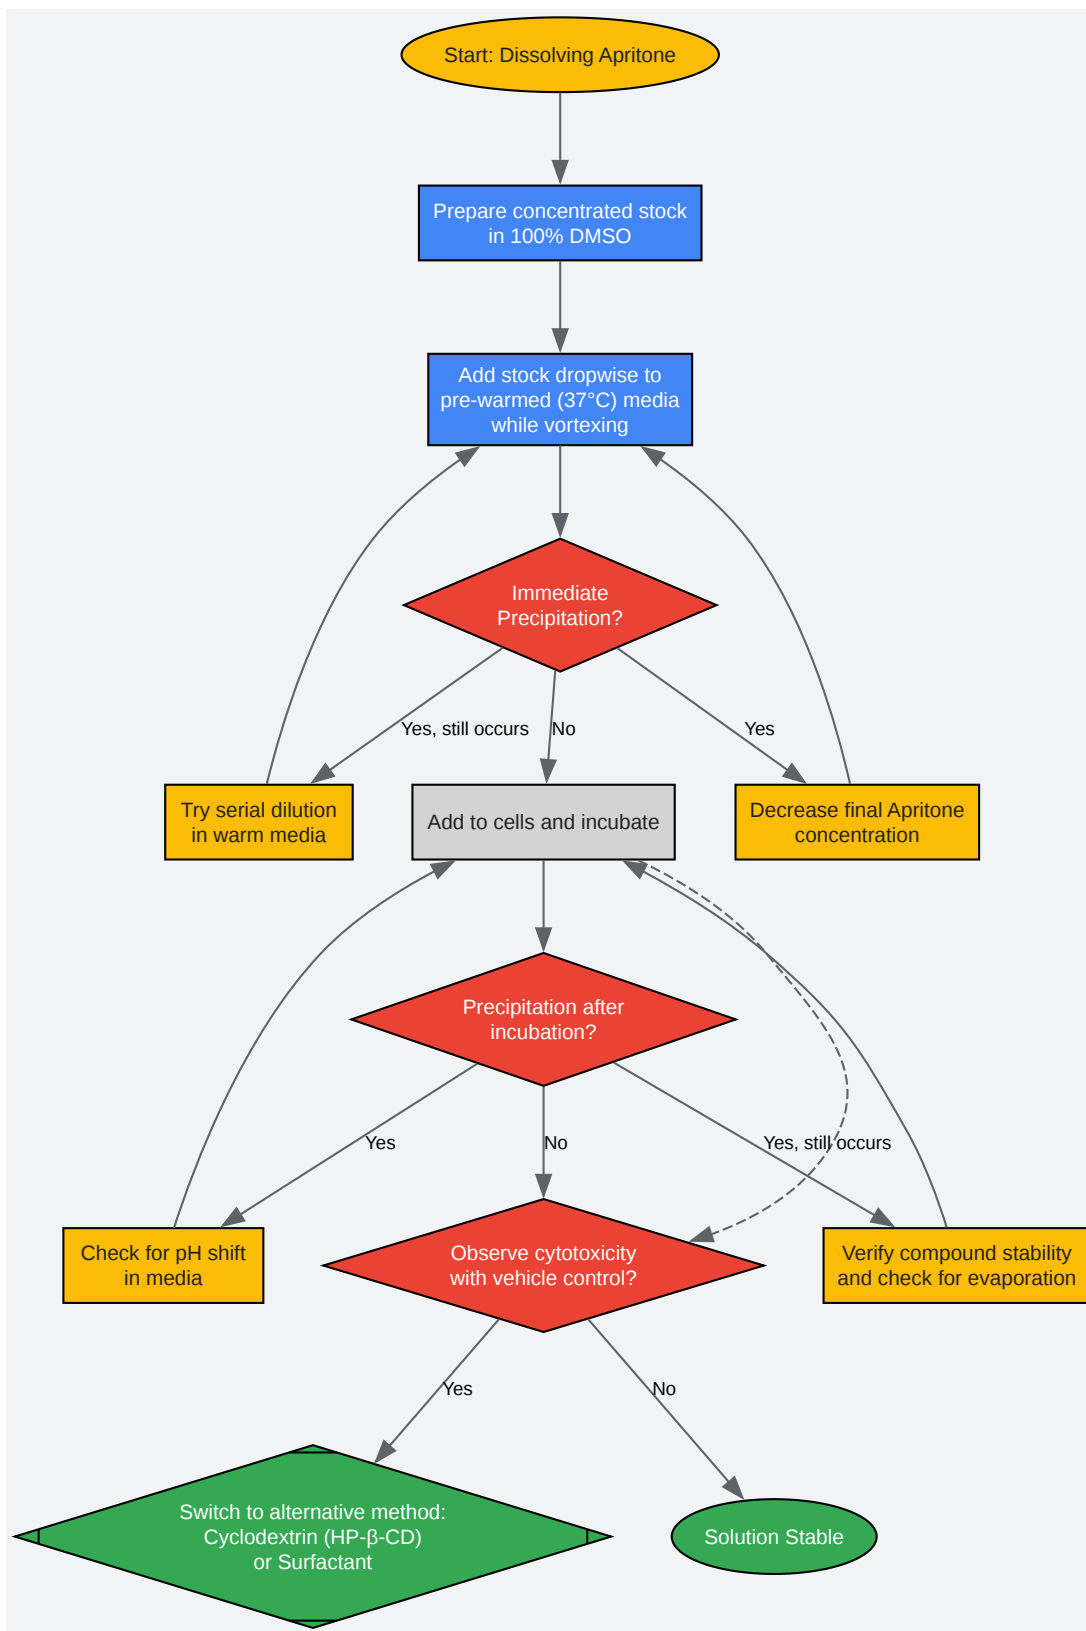 Start: Dissolving Apritone
Prepare concentrated stock
in 100% DMSO
Add stock dropwise to
pre-warmed (37°C) media
while vortexing
Immediate
Precipitation?
Yes, still occurs
No
Yes
Try serial dilution
in warm media
Add to cells and incubate
Decrease final Apritone
concentration
Precipitation after
incubation?
Yes
No
Yes, still occurs
Check for pH shift
in media
Observe cytotoxicity
with vehicle control?
Verify compound stability
and check for evaporation
Yes
No
Switch to alternative method:
Cyclodextrin (HP-β-CD)
or Surfactant
Solution Stable